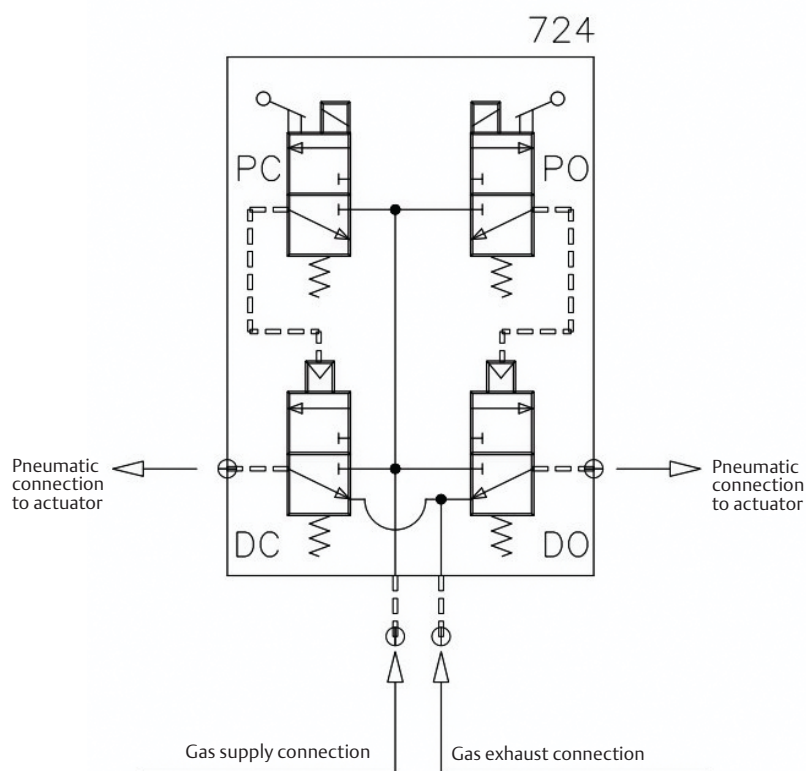 724
PC
PO
Pneumatic
connection
to actuator
Pneumatic
connection
to actuator
DC
DO
Gas supply connection
Gas exhaust connection